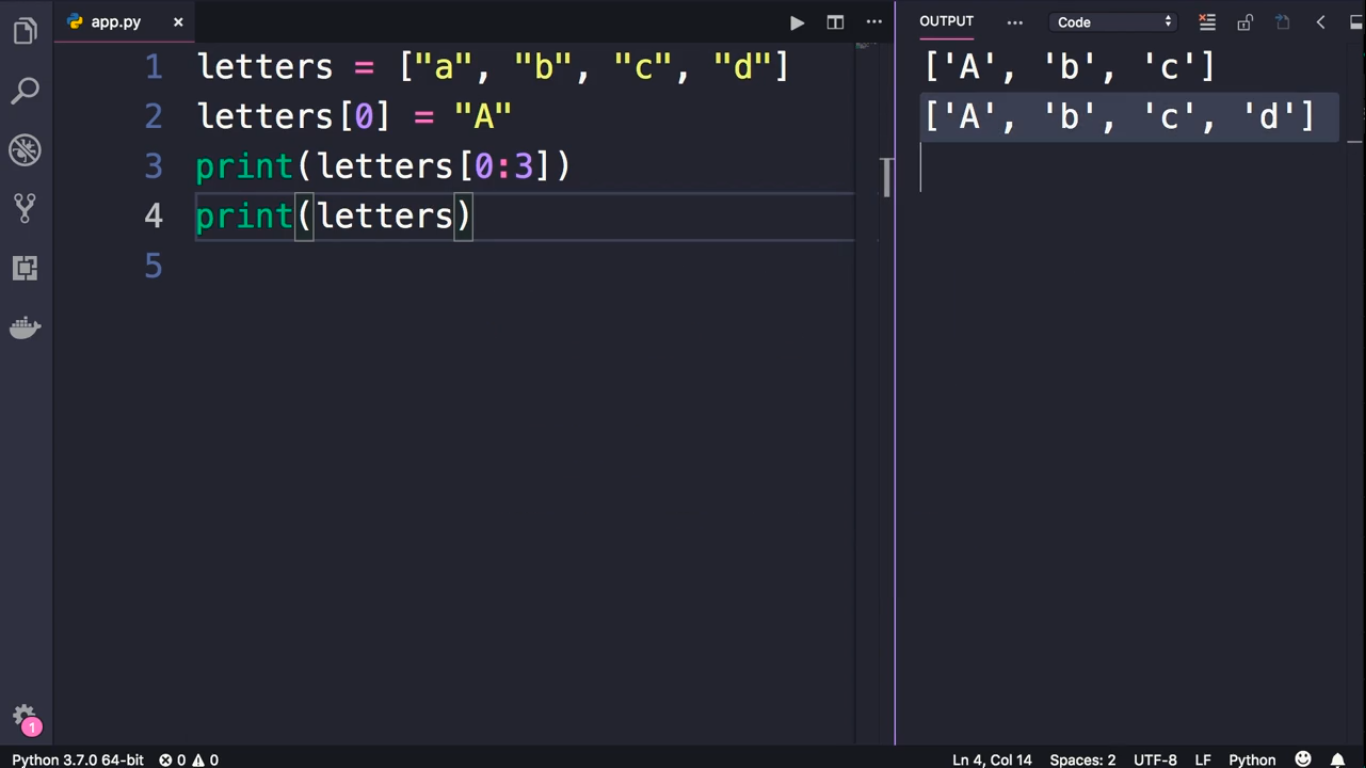 app.py
OUTPUT
Code
1 letters = ["a", "b", "c", "d"]
2 letters[0] = "A"
3 print(letters[0:3])
4 print(letters)
5
['A', 'b', 'c']
['A', 'b', 'c', 'd']
1
Python 3.7.0 64-bit 0 0 Ln 4, Col 14 Spaces: 2 UTF-8 LF Python